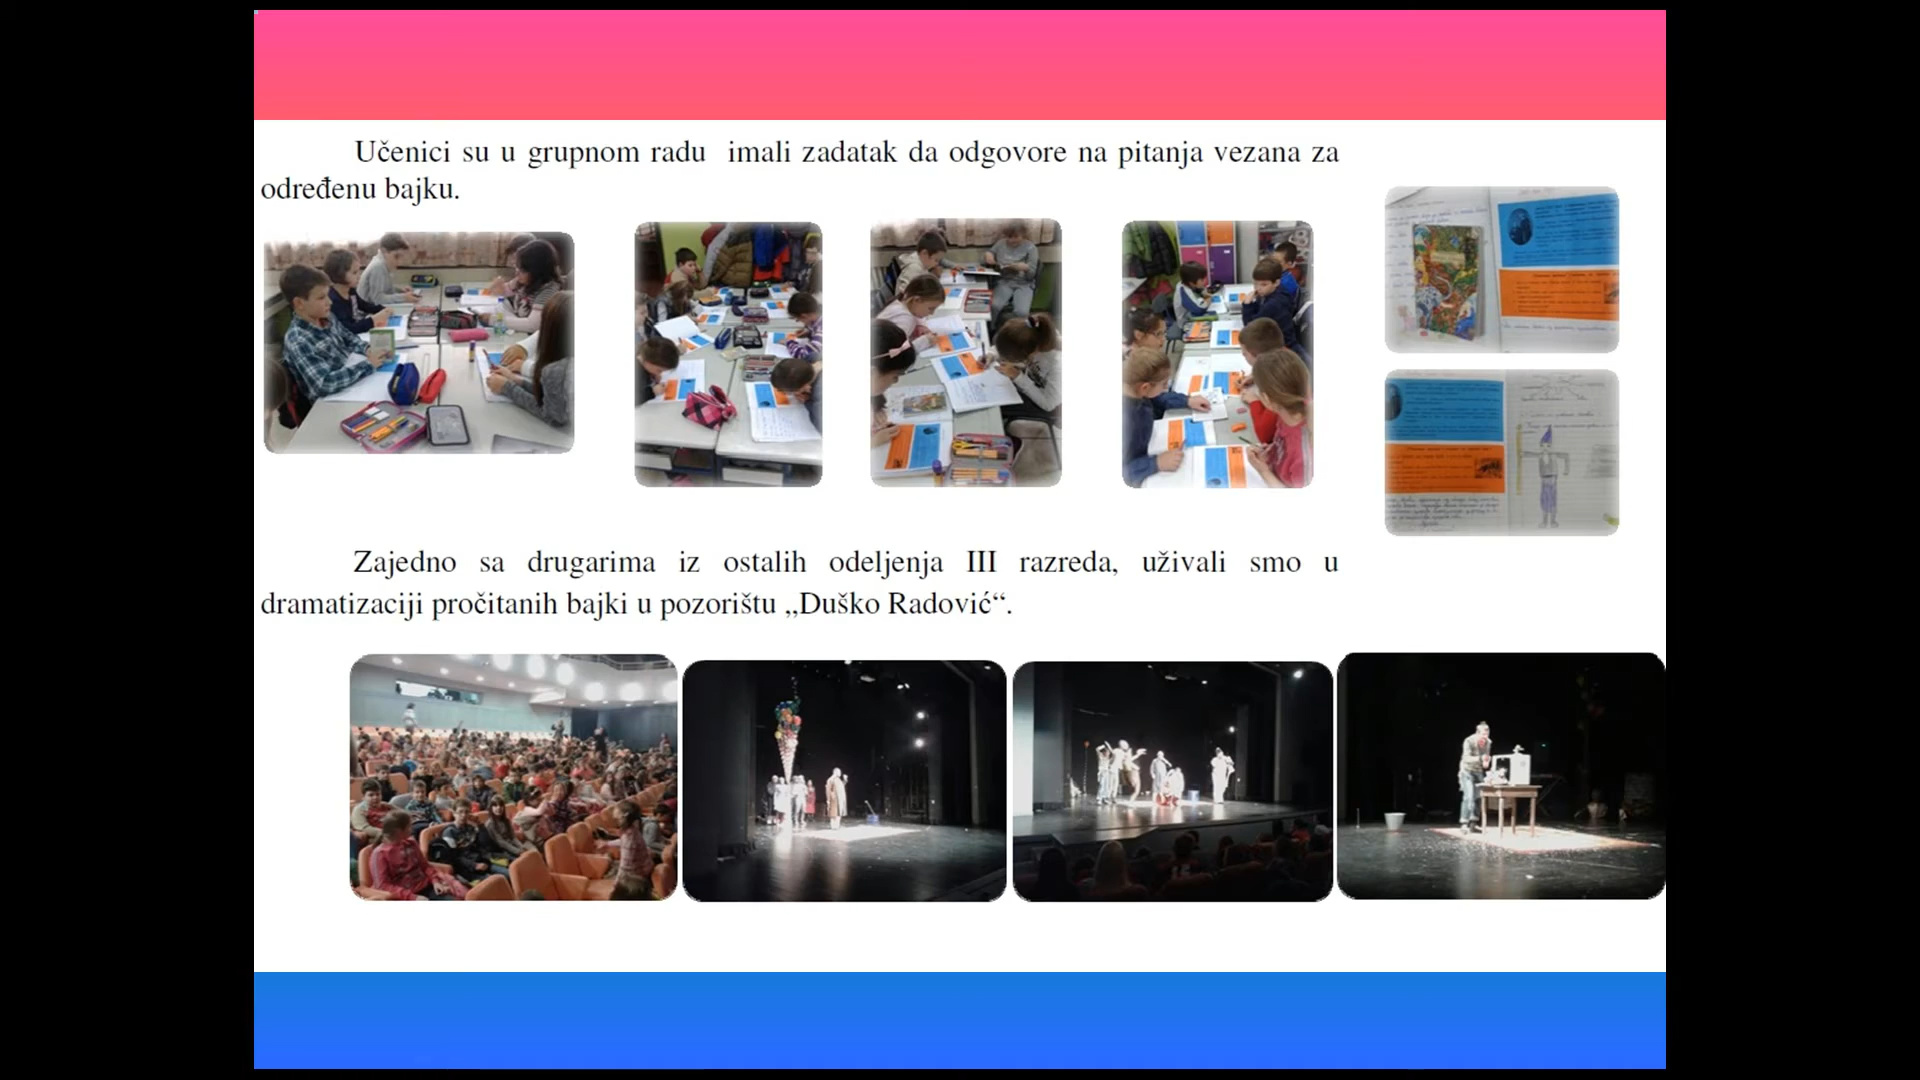 Učenici su u grupnom radu  imali zadatak da odgovore na pitanja vezana za
određenu bajku.
Zajedno sa drugarima iz ostalih odeljenja III razreda, uživali smo u
dramatizaciji pročitanih bajki u pozorištu „Duško Radović“.